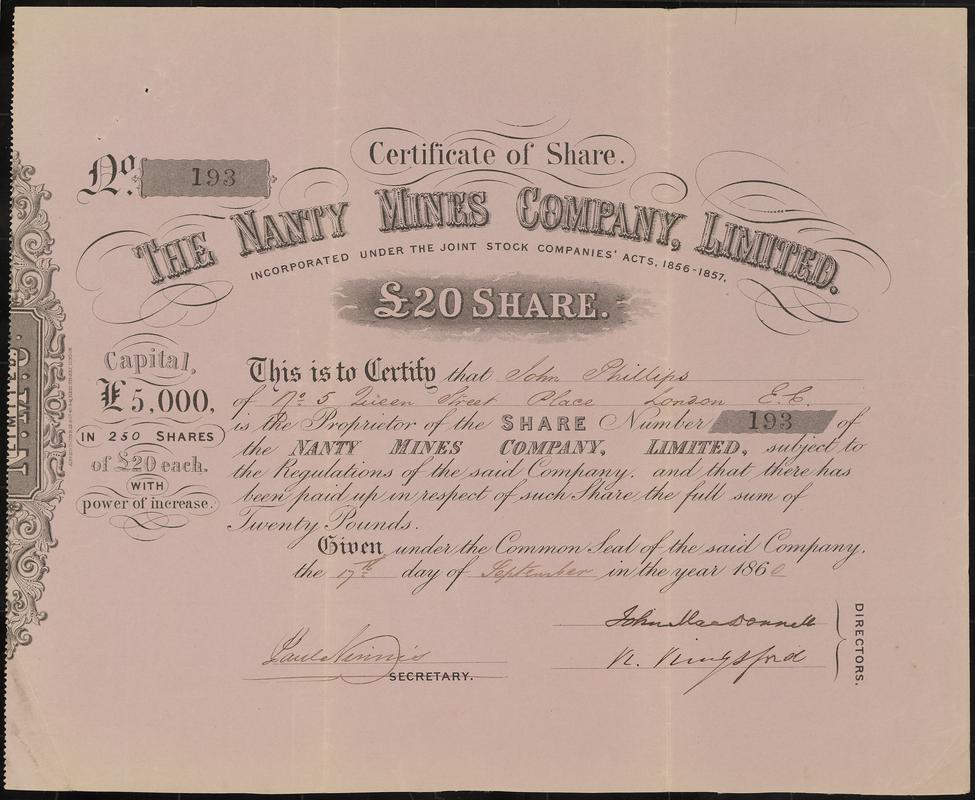 Certificate of Share.
No. 193
THE NANTY MINES COMPANY, LIMITED.
INCORPORATED UNDER THE JOINT STOCK COMPANIES' ACTS, 1856-1857.
£20 SHARE.
Capital,
£5,000,
IN 250 SHARES
of £20 each.
WITH
power of increase.
This is to Certify that John Phillips
of No. 5 Queen Street Place London E.C.
is the Proprietor of the SHARE Number 193 of
the NANTY MINES COMPANY, LIMITED, subject to
the Regulations of the said Company, and that there has
been paid up in respect of such Share the full sum of
Twenty Pounds.
Given under the Common Seal of the said Company,
the 17th day of September in the year 1860
John MacDonnell
Kingsford
DIRECTORS.
Paul
SECRETARY.